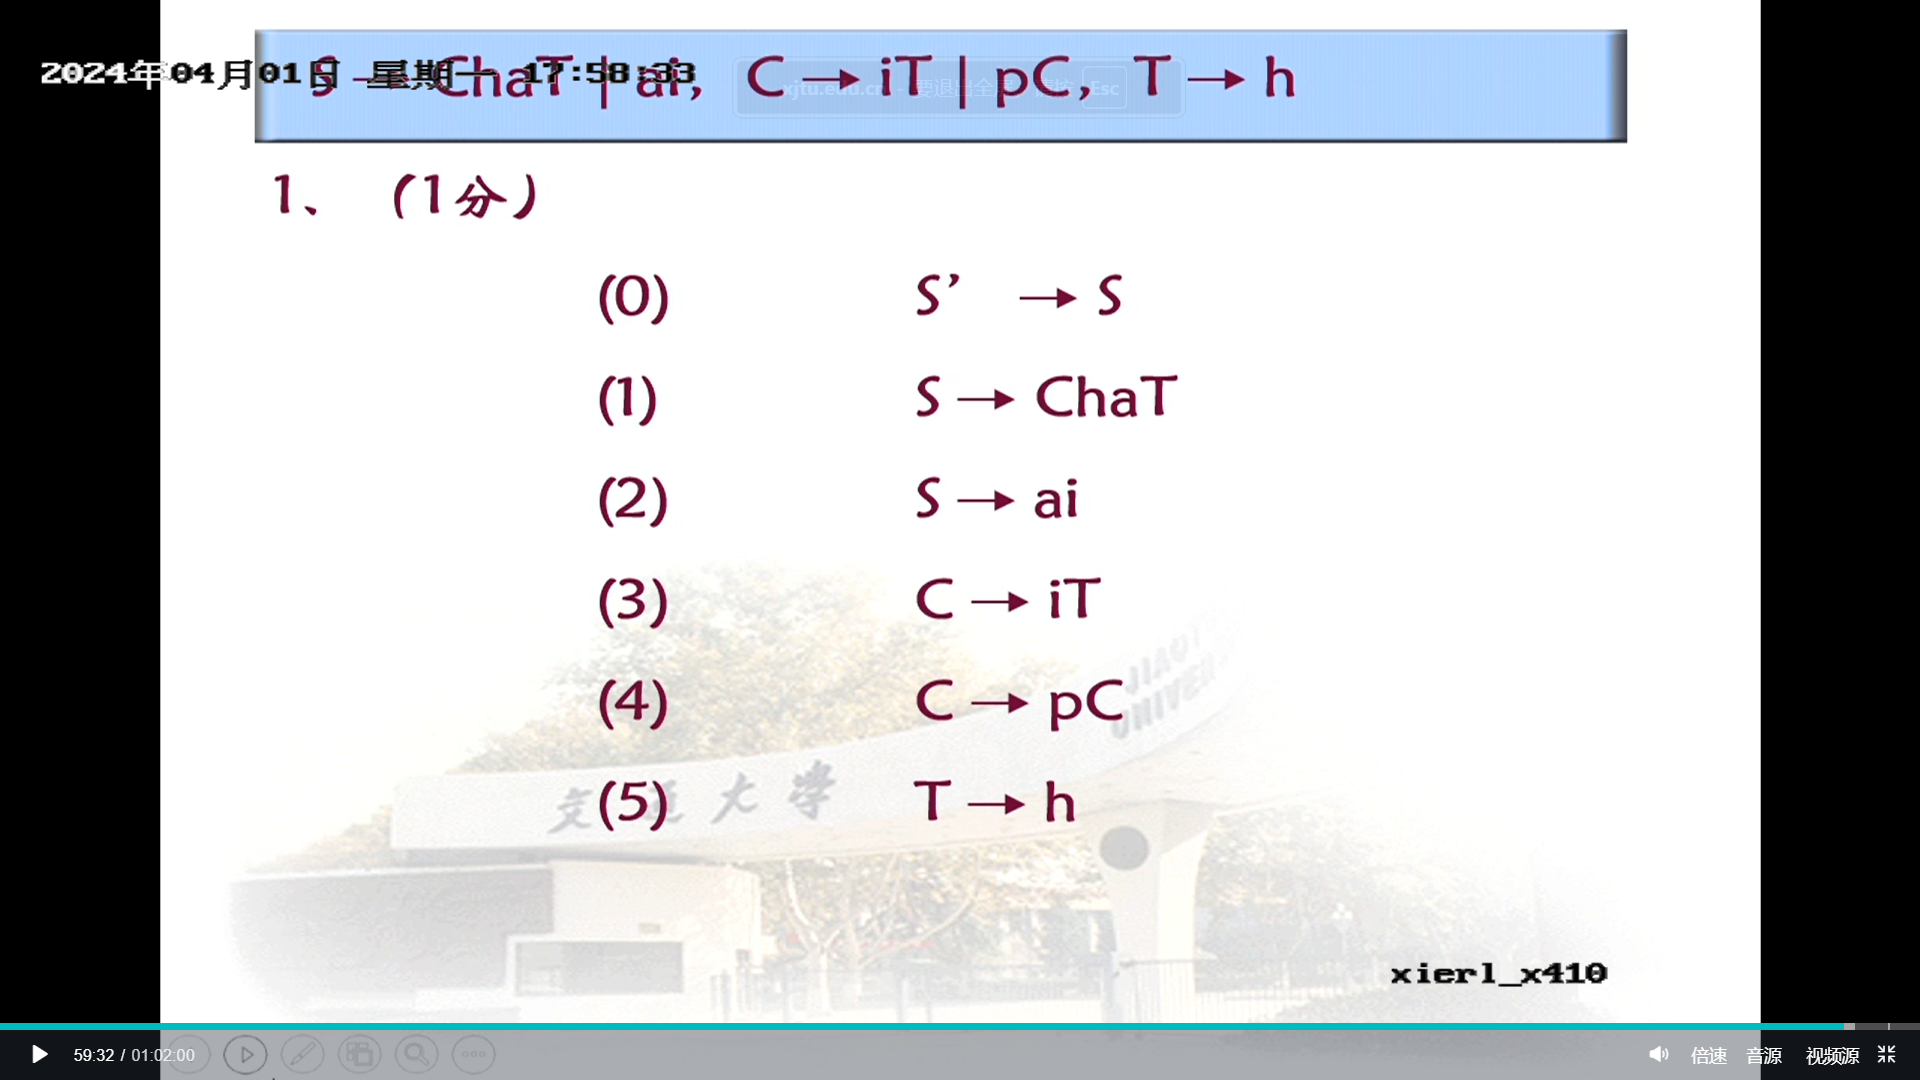 2024年04月01日 星期一 17:58:33
S → ChaT | ai, C → iT | pC, T → h
xjtu.edu.cn - 要退出全屏，请按 Esc
1、 (1分)
(0) S’ → S
(1) S → ChaT
(2) S → ai
(3) C → iT
(4) C → pC
(5) T → h
交通大学
JIAOT
UNIVER
xierl_x410
59:32 / 01:02:00 倍速 音源 视频源